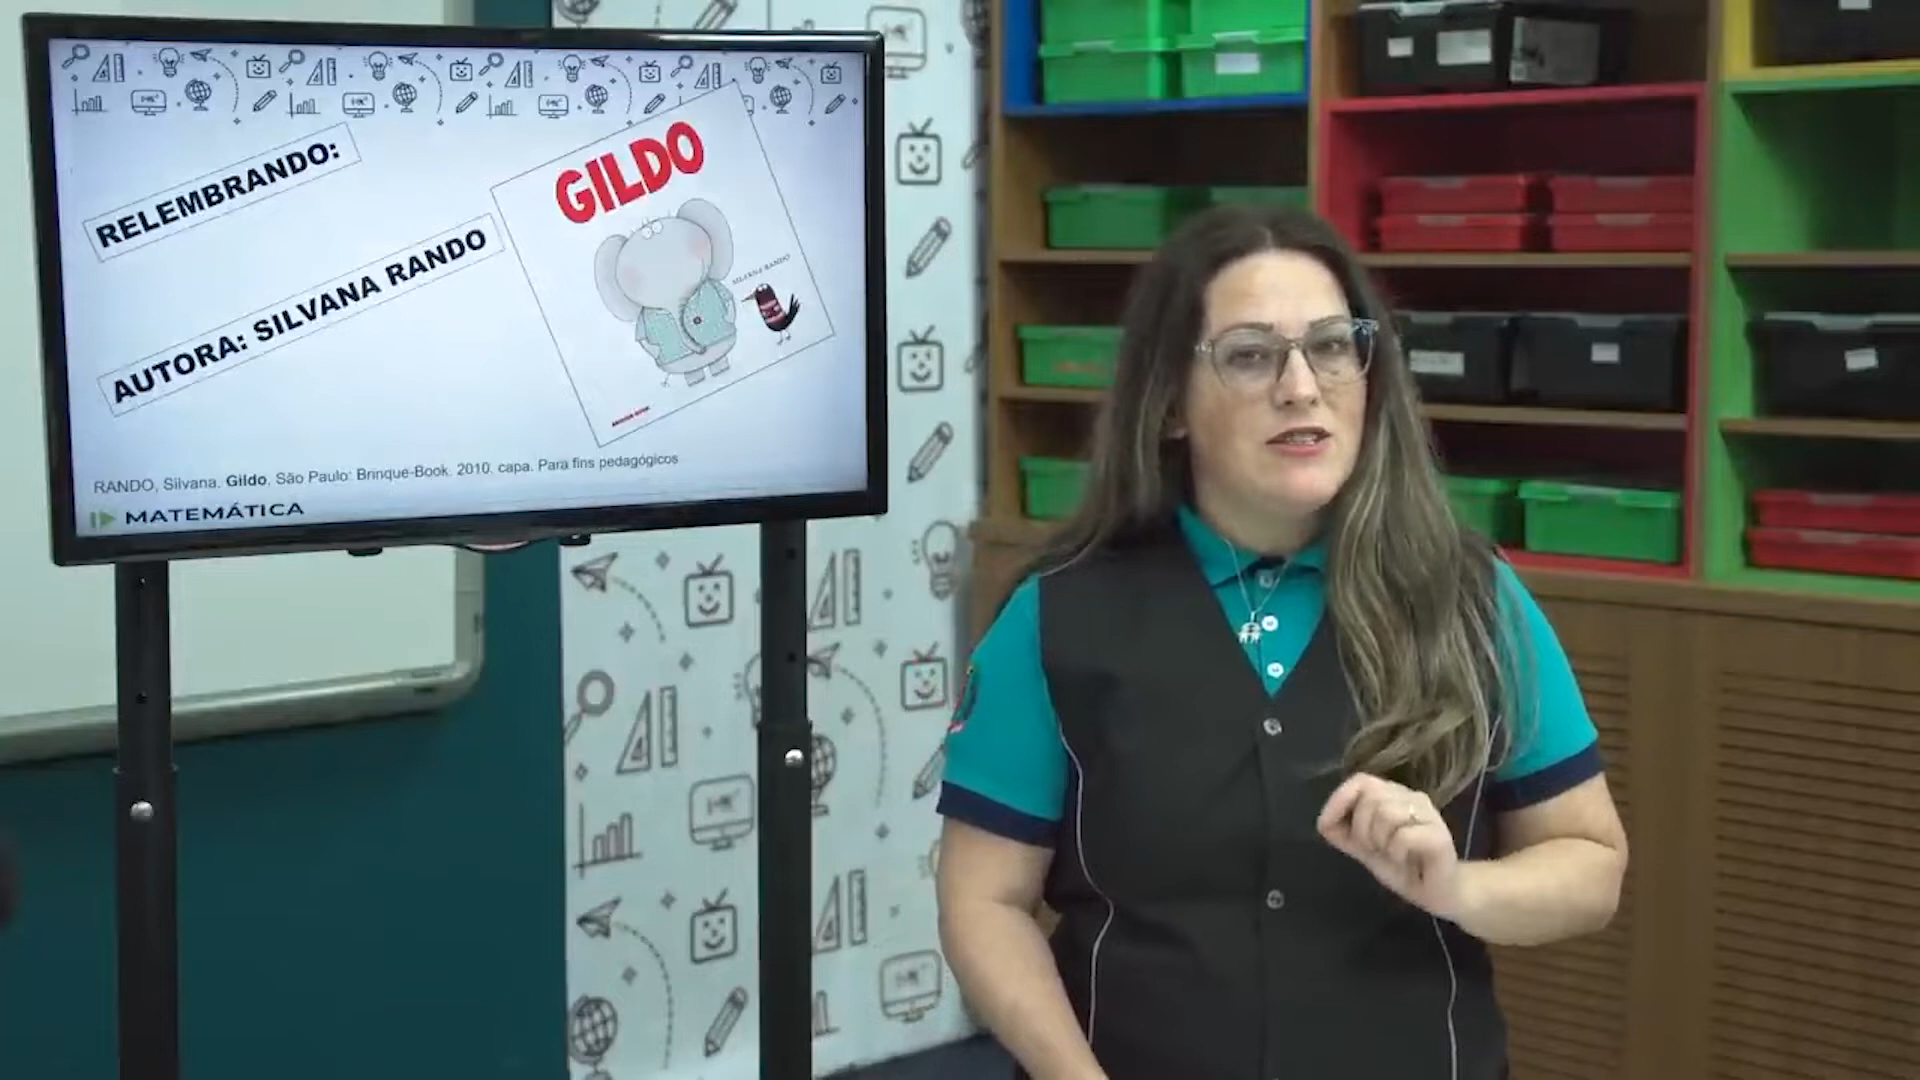 RELEMBRANDO:
AUTORA: SILVANA RANDO
GILDO
SILVANA RANDO
RANDO, Silvana. Gildo. São Paulo: Brinque-Book. 2010. capa. Para fins pedagógicos
MATEMÁTICA